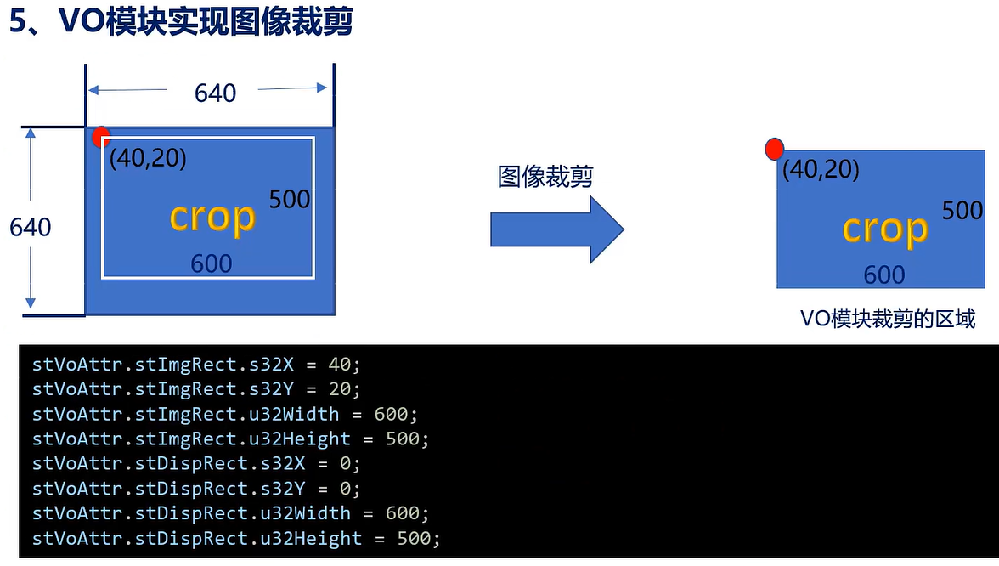 5、VO模块实现图像裁剪
640
640
(40,20)
500
crop
600
图像裁剪
(40,20)
500
crop
600
VO模块裁剪的区域
stVoAttr.stImgRect.s32X = 40;
stVoAttr.stImgRect.s32Y = 20;
stVoAttr.stImgRect.u32Width = 600;
stVoAttr.stImgRect.u32Height = 500;
stVoAttr.stDispRect.s32X = 0;
stVoAttr.stDispRect.s32Y = 0;
stVoAttr.stDispRect.u32Width = 600;
stVoAttr.stDispRect.u32Height = 500;